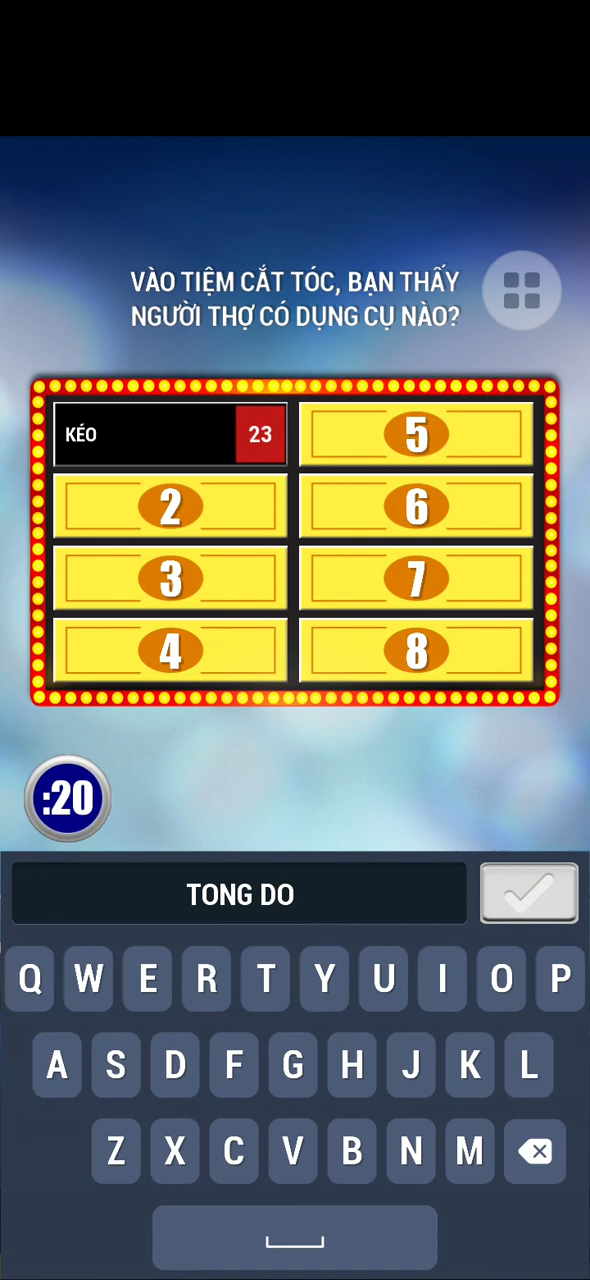 VÀO TIỆM CẮT TÓC, BẠN THẤY
NGƯỜI THỢ CÓ DỤNG CỤ NÀO?
KÉO 23
5
2
6
3
7
4
8
:20
TONG DO
Q W E R T Y U I O P
A S D F G H J K L
Z X C V B N M